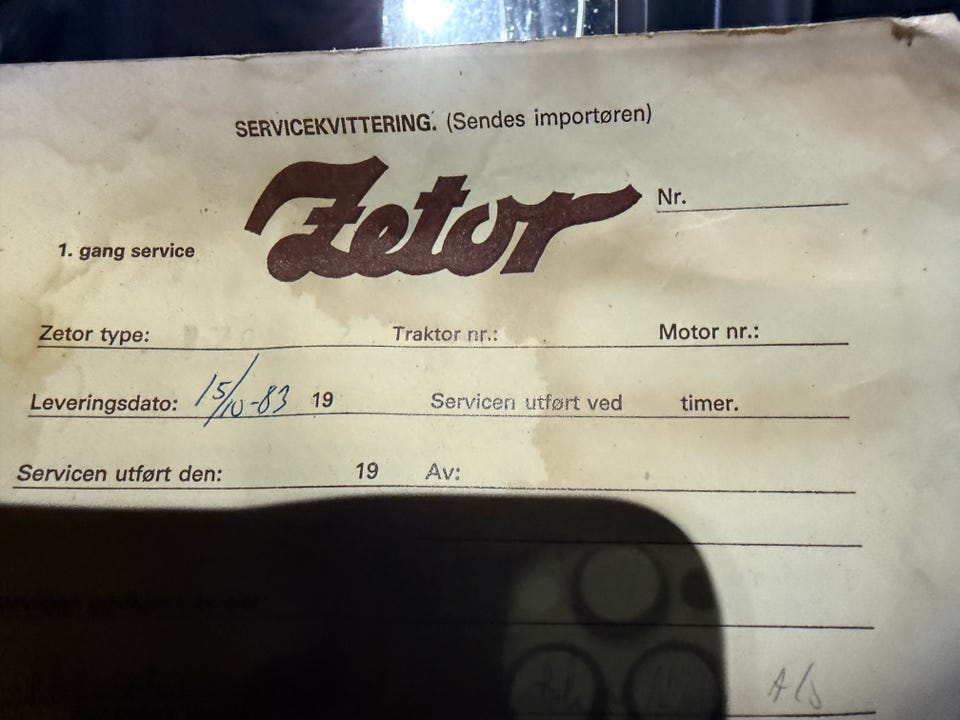 SERVICEKVITTERING. (Sendes importøren)
Zetor
Nr.
1. gang service
Zetor type: Traktor nr.: Motor nr.:
Leveringsdato: 15/10-83 19 Servicen utført ved timer.
Servicen utført den: 19 Av:
A/S